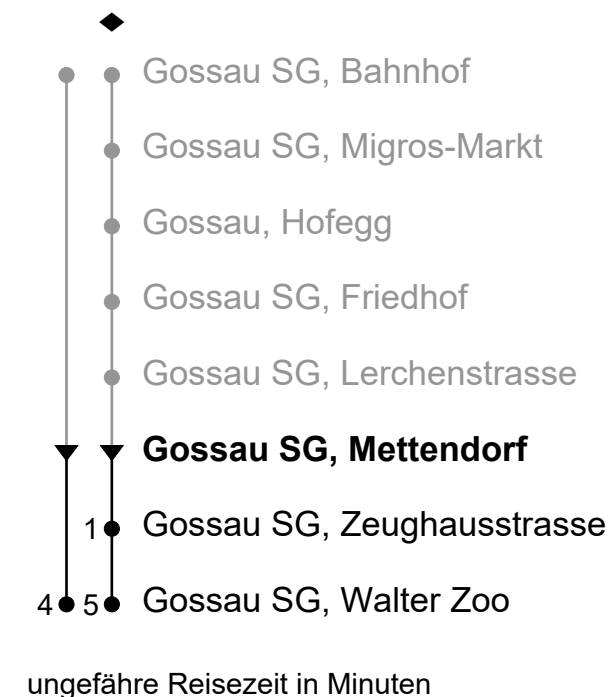 Gossau SG, Bahnhof
Gossau SG, Migros-Markt
Gossau, Hofegg
Gossau SG, Friedhof
Gossau SG, Lerchenstrasse
Gossau SG, Mettendorf
1 Gossau SG, Zeughausstrasse
4 5 Gossau SG, Walter Zoo
ungefähre Reisezeit in Minuten